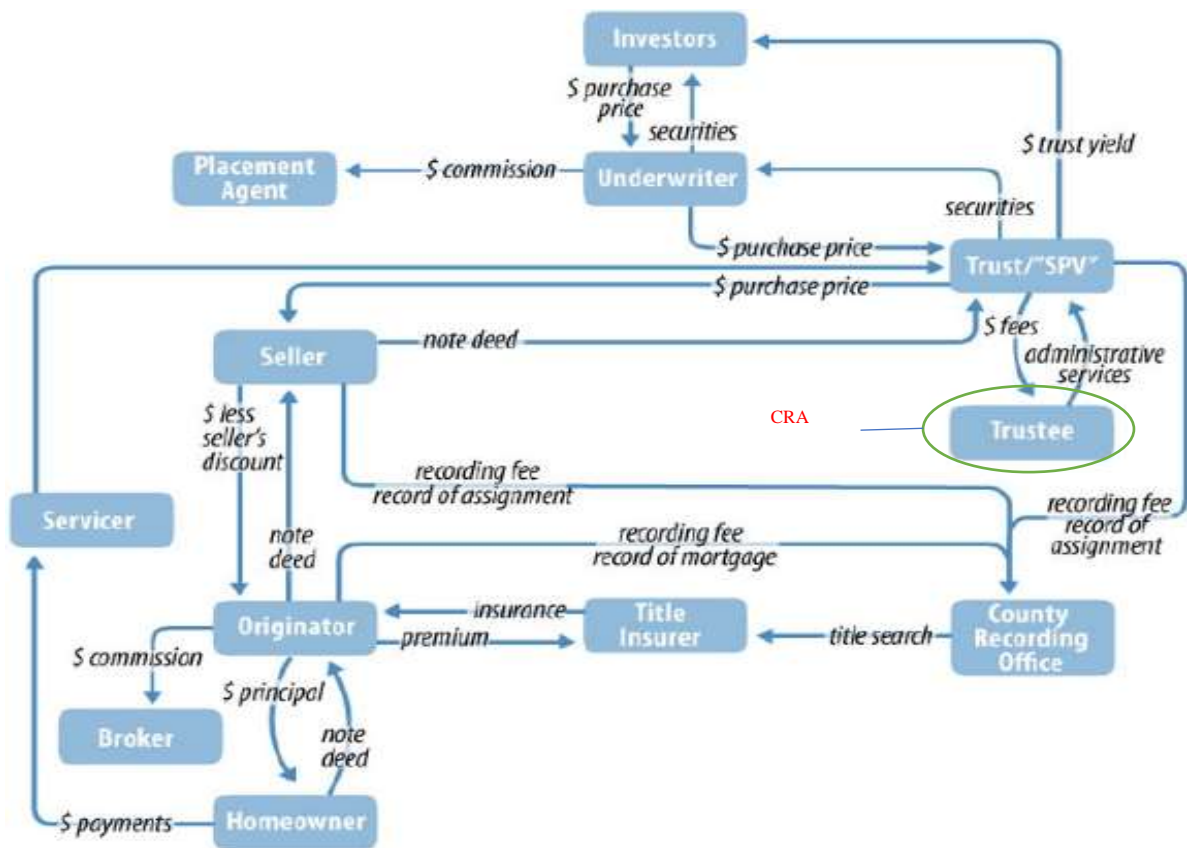 Investors
$ purchase
price
securities
$ trust yield
Placement
Agent
$ commission
Underwriter
securities
$ purchase price
Trust/"SPV"
$ purchase price
Seller
note deed
$ fees
administrative
services
$ less
seller's
discount
CRA
Trustee
recording fee
record of assignment
Servicer
note
deed
recording fee
record of mortgage
recording fee
record of
assignment
Originator
insurance
premium
Title
Insurer
title search
County
Recording
Office
$ commission
$ principal
Broker
note
deed
$ payments
Homeowner